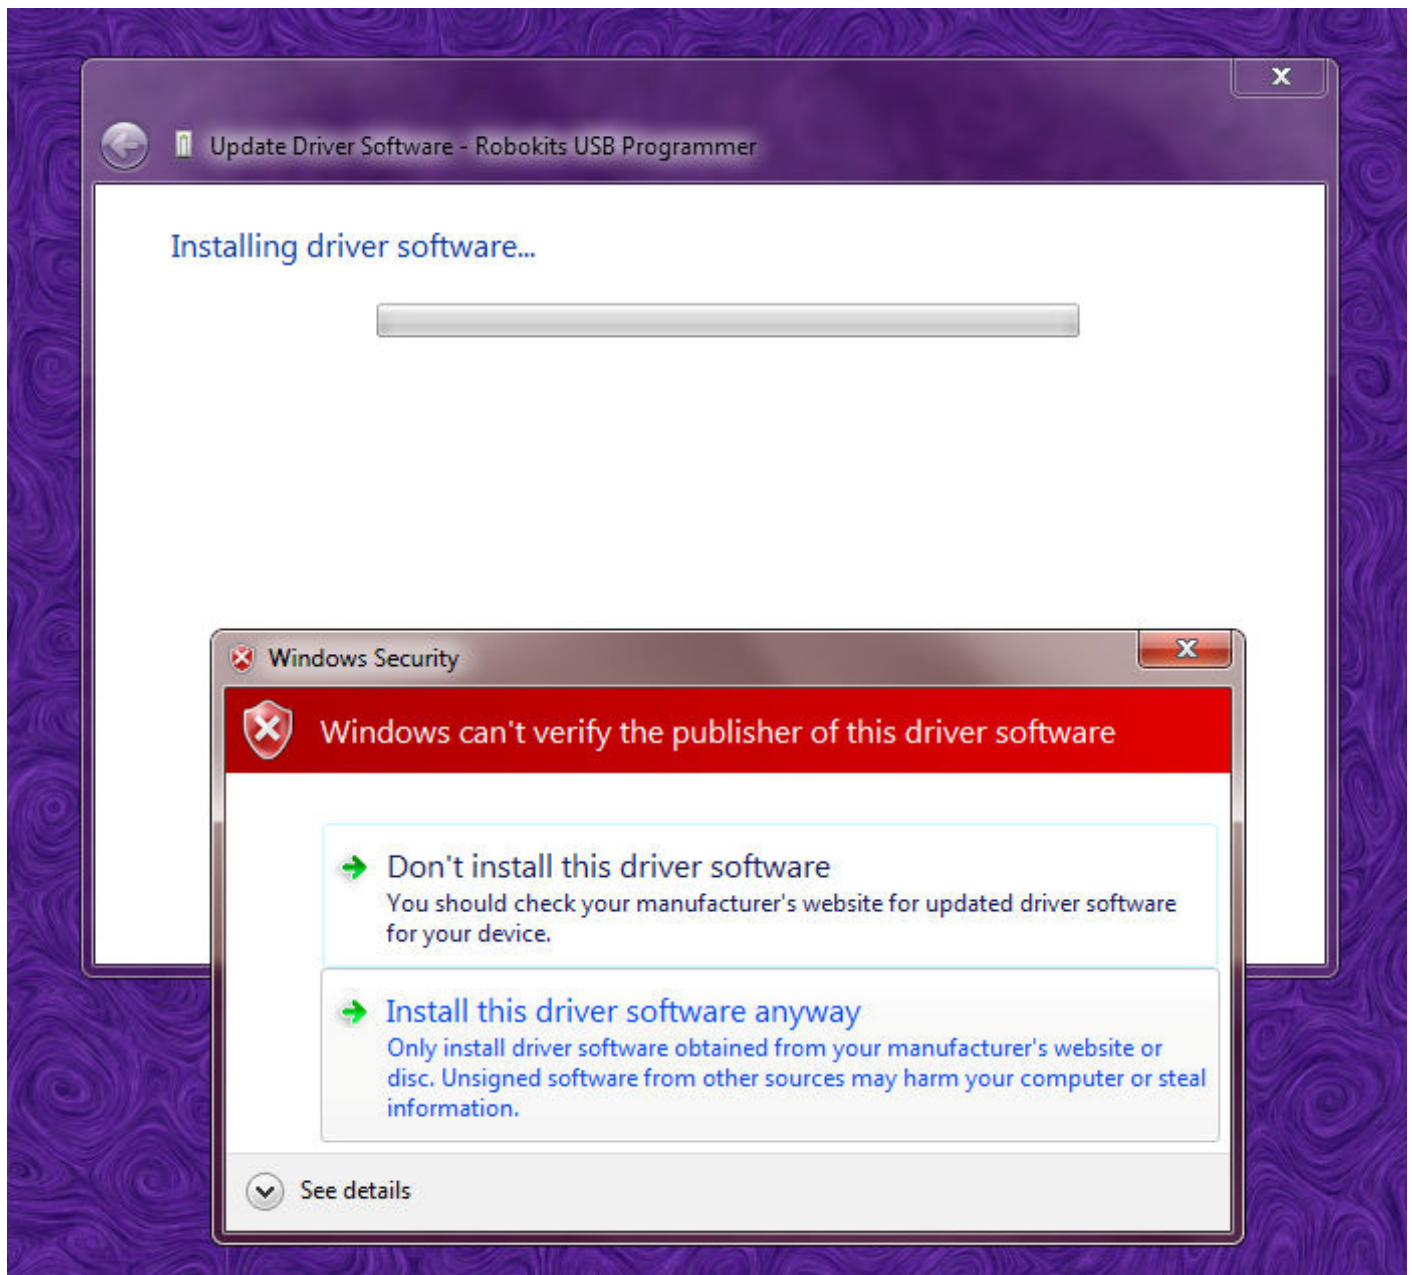 Update Driver Software - Robokits USB Programmer
Installing driver software...
Windows Security
Windows can't verify the publisher of this driver software
Don't install this driver software
You should check your manufacturer's website for updated driver software
for your device.
Install this driver software anyway
Only install driver software obtained from your manufacturer's website or
disc. Unsigned software from other sources may harm your computer or steal
information.
See details